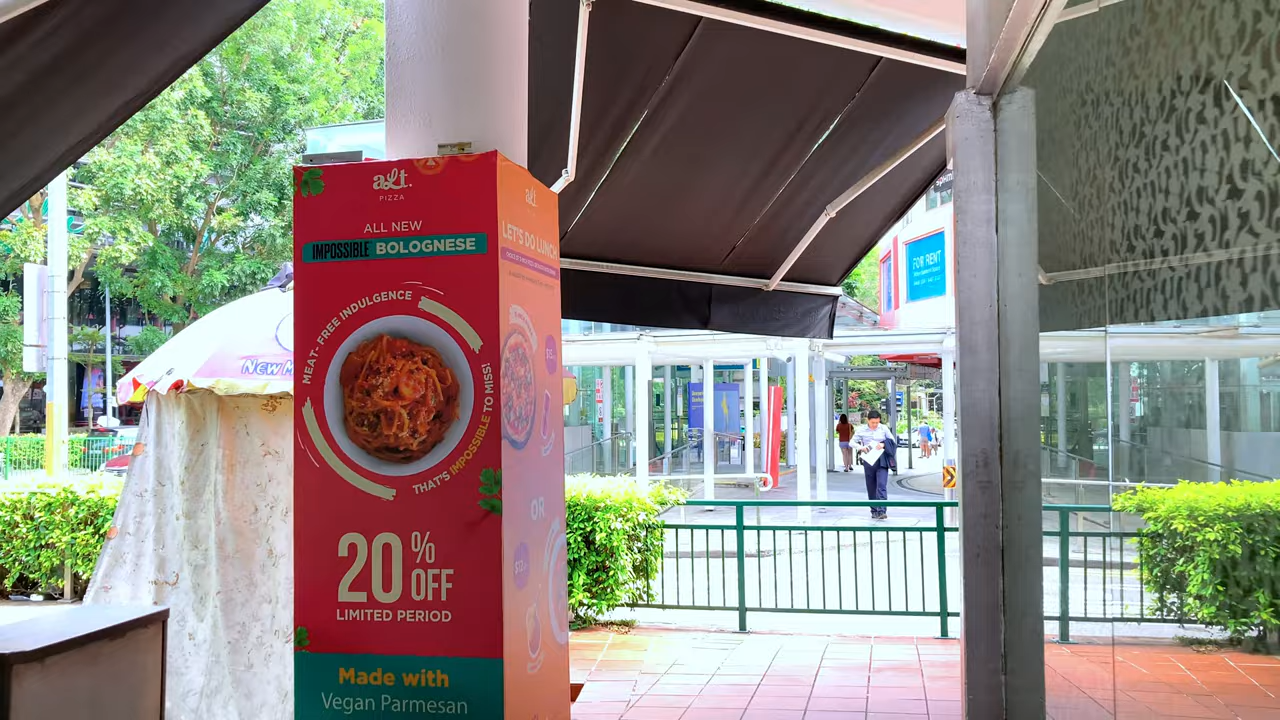 alt.
PIZZA
ALL NEW
IMPOSSIBLE BOLOGNESE
MEAT- FREE INDULGENCE
THAT'S IMPOSSIBLE TO MISS!
20% OFF
LIMITED PERIOD
Made with
Vegan Parmesan
alt.
LET'S DO LUNCH
OR
NEW M
FOR RENT